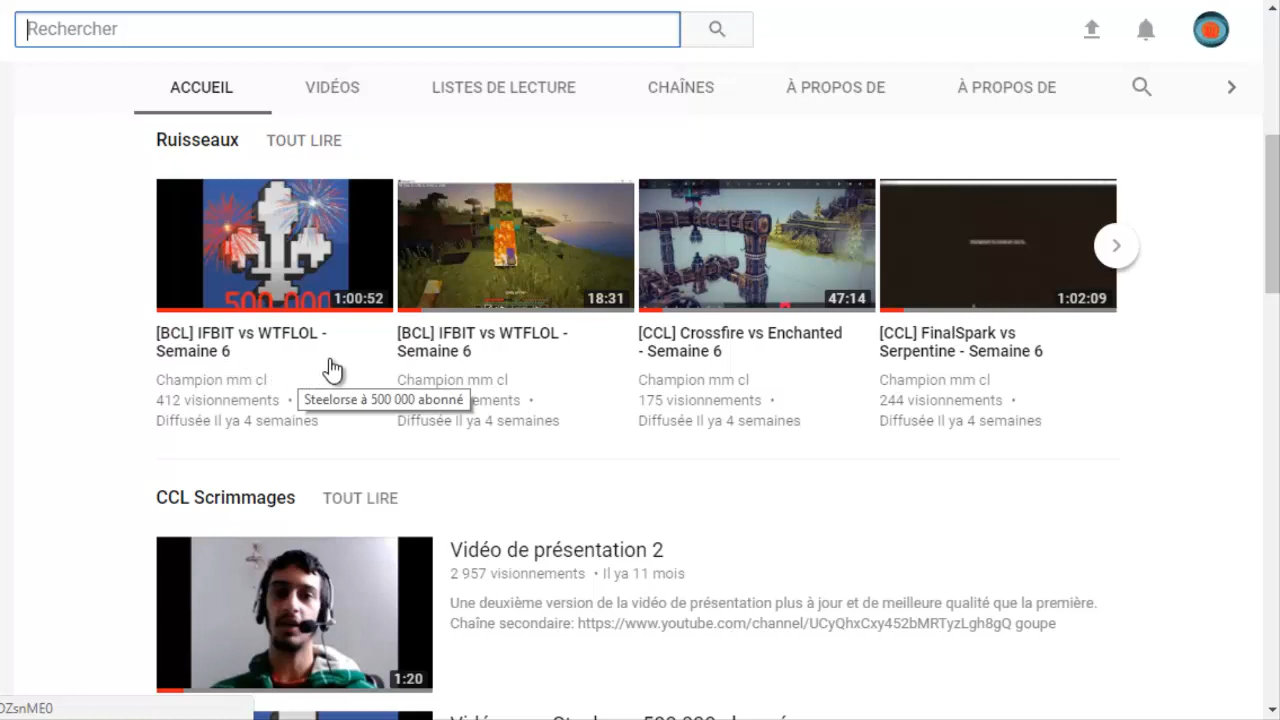 Rechercher
ACCUEIL VIDÉOS LISTES DE LECTURE CHAÎNES À PROPOS DE À PROPOS DE
Ruisseaux TOUT LIRE
500 000
1:00:52 18:31 47:14 1:02:09
[BCL] IFBIT vs WTFLOL - [BCL] IFBIT vs WTFLOL - [CCL] Crossfire vs Enchanted [CCL] FinalSpark vs
Semaine 6 Semaine 6 - Semaine 6 Serpentine - Semaine 6
Champion mm cl Champion mm cl Champion mm cl Champion mm cl
412 visionnements • Steelorse à 500 000 abonné ements • 175 visionnements • 244 visionnements •
Diffusée Il ya 4 semaines Diffusée Il ya 4 semaines Diffusée Il ya 4 semaines Diffusée Il ya 4 semaines
CCL Scrimmages TOUT LIRE
Vidéo de présentation 2
2 957 visionnements • Il ya 11 mois
Une deuxième version de la vidéo de présentation plus à jour et de meilleure qualité que la première.
Chaîne secondaire: https://www.youtube.com/channel/UCyQhxCxy452bMRTyzLgh8gQ goupe
1:20
DZsnME0